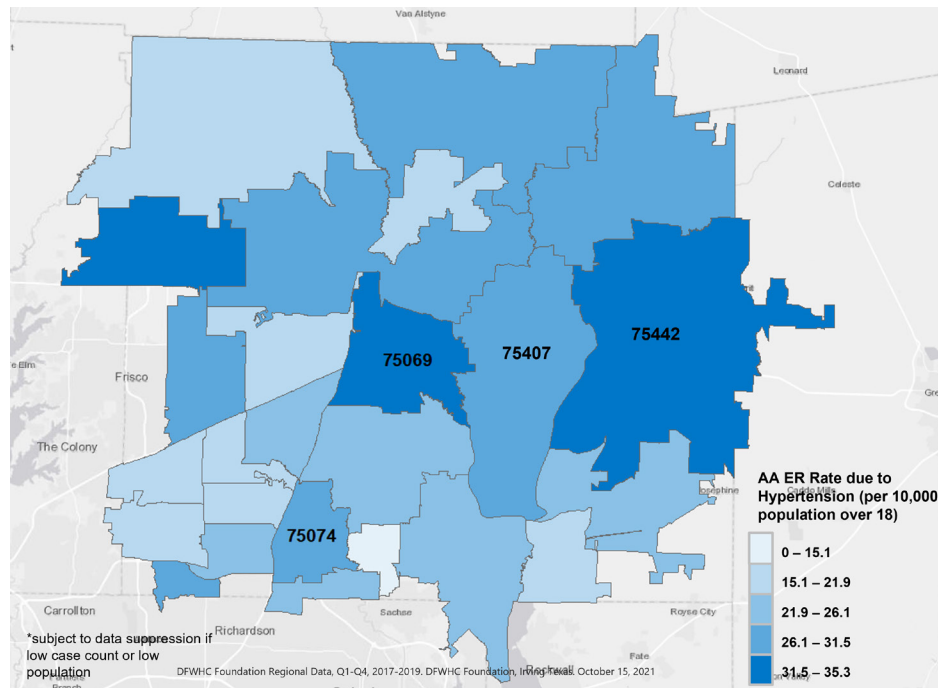 Van Alstyne
Leonard
Celeste
75442
75407
75069
e Elm
Frisco
Gre
The Colony
AA ER Rate due to
Hypertension (per 10,000
population over 18)
Josephine
Caddo Mills
75074
0 – 15.1
15.1 – 21.9
21.9 – 26.1
26.1 – 31.5
31.5 – 35.3
Carrollton
Sachse
Royse City
Richardson
*subject to data suppression if
low case count or low
population
Fate
Rockwall
Branch
DFWHC Foundation Regional Data, Q1-Q4, 2017-2019. DFWHC Foundation, Irving Texas. October 15, 2021